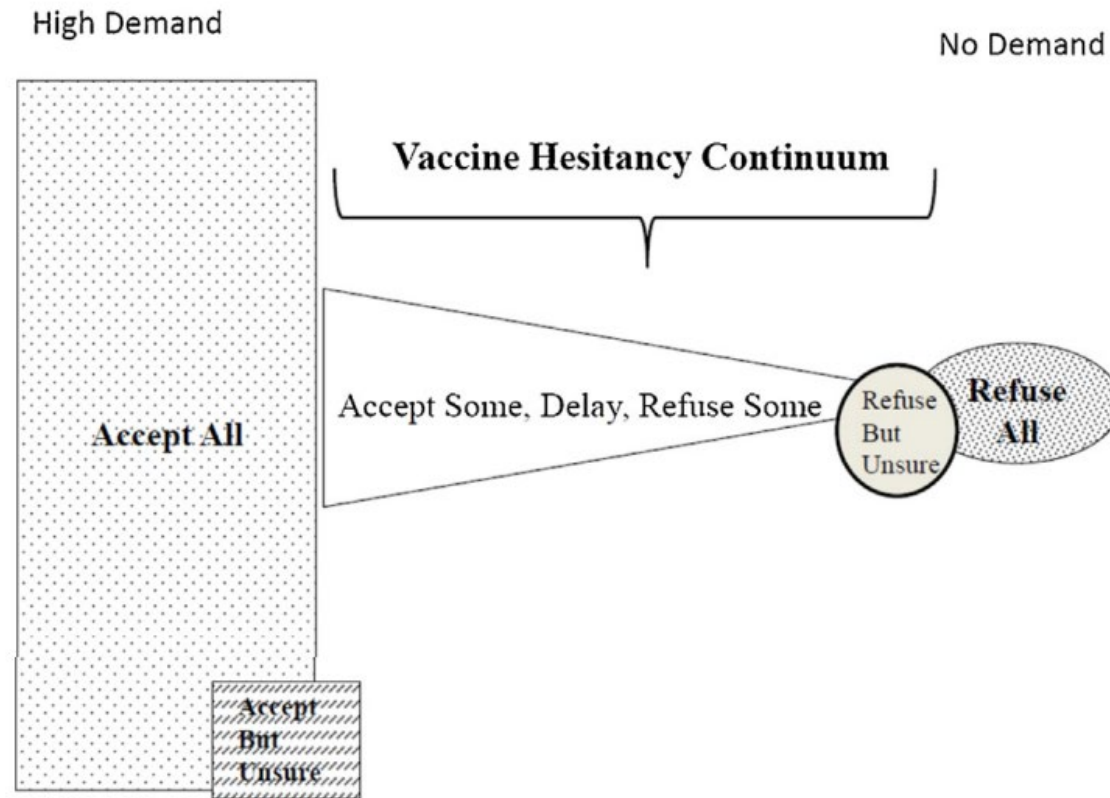 High Demand
No Demand
Vaccine Hesitancy Continuum
Accept All
Accept Some, Delay, Refuse Some
Refuse
But
Unsure
Refuse
All
Accept
But
Unsure